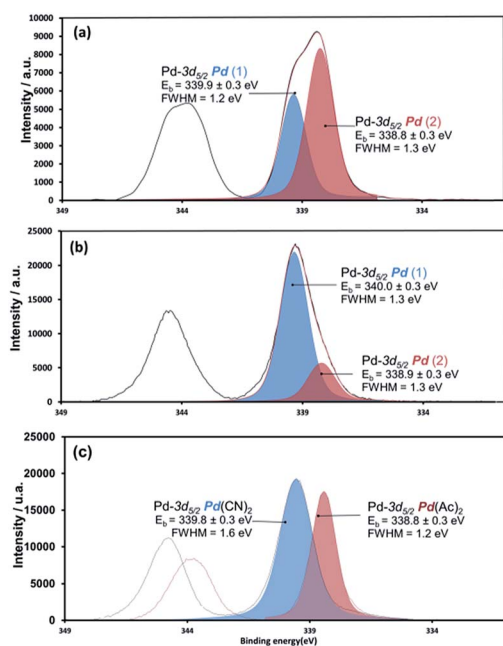 (a)
Intensity / a.u.
10000
9000
8000
7000
6000
5000
4000
3000
2000
1000
0
Pd-3d5/2 Pd (1)
Eb = 339.9 ± 0.3 eV
FWHM = 1.2 eV
Pd-3d5/2 Pd (2)
Eb = 338.8 ± 0.3 eV
FWHM = 1.3 eV
349 344 339 334
(b)
Intensity / a.u.
25000
20000
15000
10000
5000
0
Pd-3d5/2 Pd (1)
Eb = 340.0 ± 0.3 eV
FWHM = 1.3 eV
Pd-3d5/2 Pd (2)
Eb = 338.9 ± 0.3 eV
FWHM = 1.3 eV
349 344 339 334
(c)
Intensity / u.a.
25000
20000
15000
10000
5000
0
Pd-3d5/2 Pd(CN)2
Eb = 339.8 ± 0.3 eV
FWHM = 1.6 eV
Pd-3d5/2 Pd(Ac)2
Eb = 338.8 ± 0.3 eV
FWHM = 1.2 eV
349 344 339 334
Binding energy(eV)